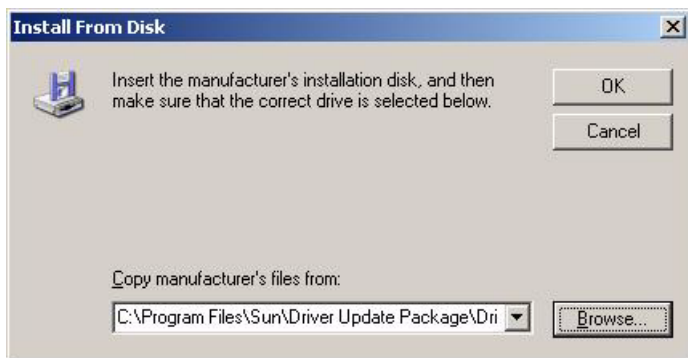 Install From Disk
Insert the manufacturer's installation disk, and then
make sure that the correct drive is selected below.
OK
Cancel
Copy manufacturer's files from:
C:\Program Files\Sun\Driver Update Package\Dri
Browse...